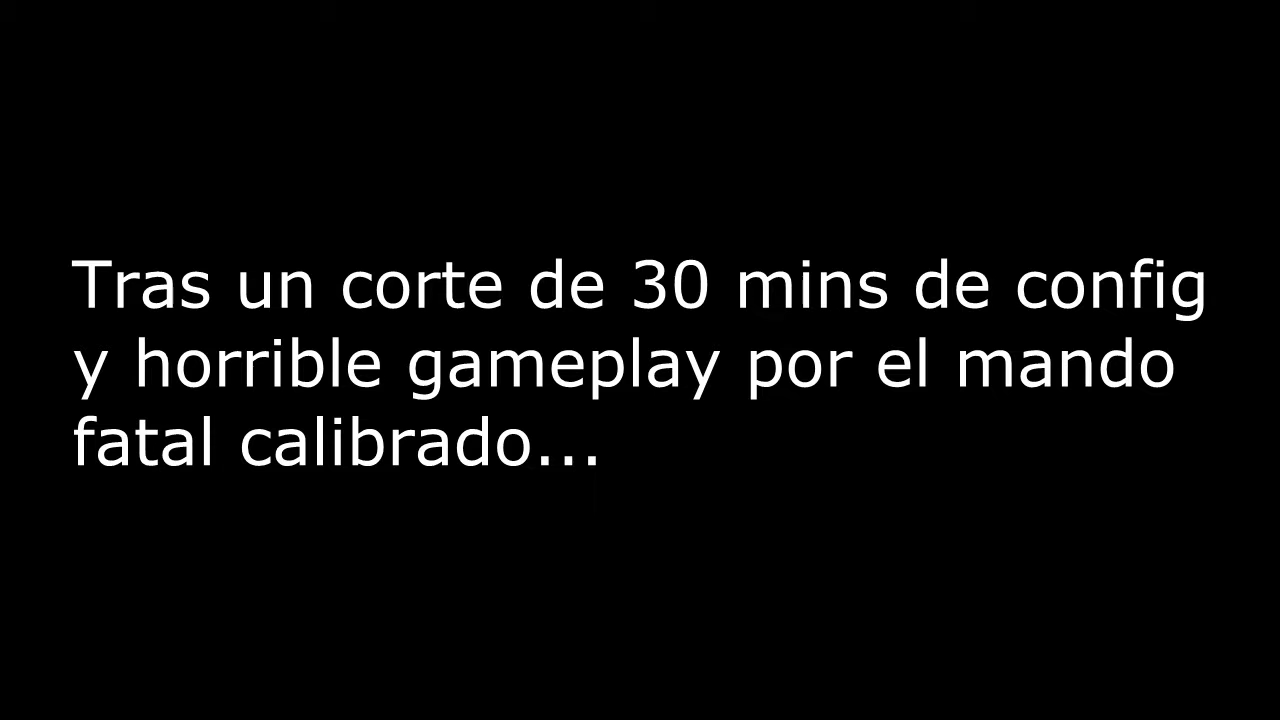 Tras un corte de 30 mins de config
y horrible gameplay por el mando
fatal calibrado...